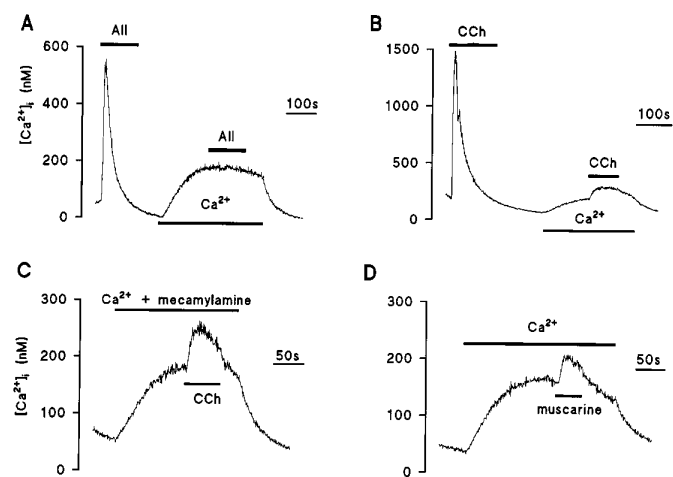 A
AII
600
400
200
0
[Ca²⁺]ᵢ (nM)
100s
AII
Ca²⁺
B
CCh
1500
1000
500
0
100s
CCh
Ca²⁺
C
Ca²⁺ + mecamylamine
300
200
100
0
[Ca²⁺]ᵢ (nM)
50s
CCh
D
300
200
100
0
Ca²⁺
50s
muscarine